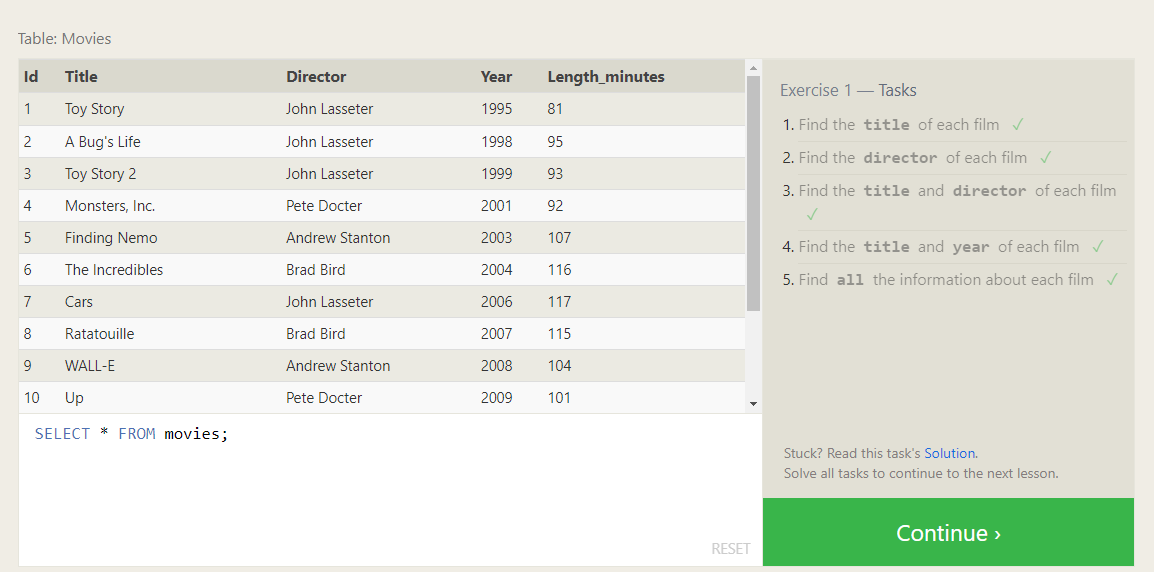 Table: Movies
Id Title Director Year Length_minutes
1 Toy Story John Lasseter 1995 81
2 A Bug's Life John Lasseter 1998 95
3 Toy Story 2 John Lasseter 1999 93
4 Monsters, Inc. Pete Docter 2001 92
5 Finding Nemo Andrew Stanton 2003 107
6 The Incredibles Brad Bird 2004 116
7 Cars John Lasseter 2006 117
8 Ratatouille Brad Bird 2007 115
9 WALL-E Andrew Stanton 2008 104
10 Up Pete Docter 2009 101
SELECT * FROM movies;
RESET
Exercise 1 — Tasks
1. Find the title of each film ✓
2. Find the director of each film ✓
3. Find the title and director of each film
✓
4. Find the title and year of each film ✓
5. Find all the information about each film ✓
Stuck? Read this task's Solution.
Solve all tasks to continue to the next lesson.
Continue ›